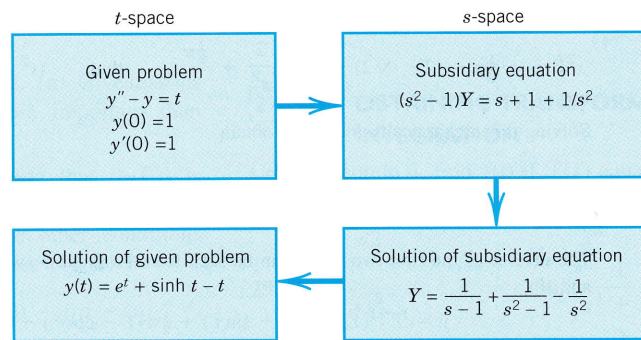 t-space
s-space
Given problem
y″ − y = t
y(0) = 1
y′(0) = 1
Subsidiary equation
(s² − 1)Y = s + 1 + 1/s²
Solution of given problem
y(t) = eᵗ + sinh t − t
Solution of subsidiary equation
Y = 1/(s − 1) + 1/(s² − 1) − 1/s²